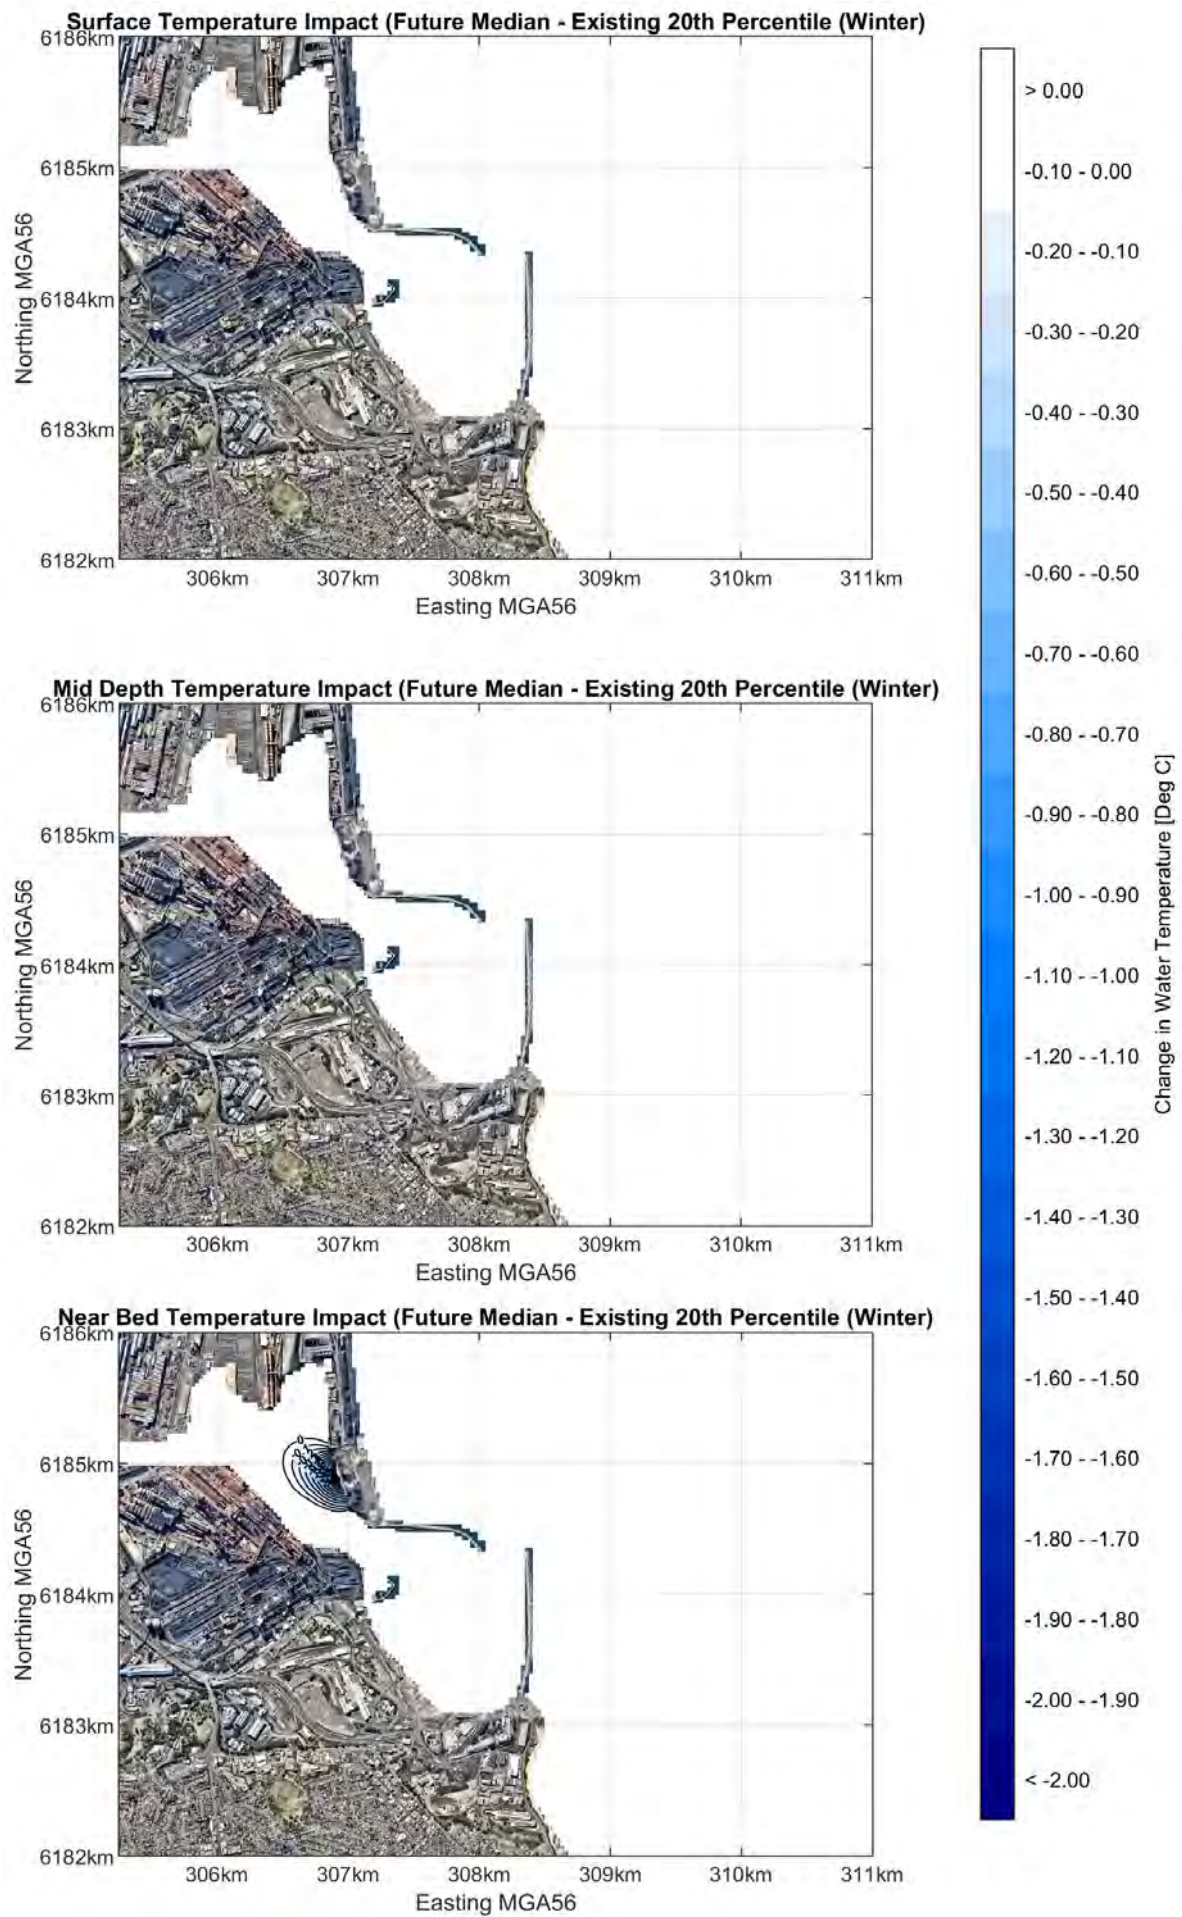 Surface Temperature Impact (Future Median - Existing 20th Percentile (Winter)
6186km
6185km
6184km
6183km
6182km
Northing MGA56
306km 307km 308km 309km 310km 311km
Easting MGA56
Mid Depth Temperature Impact (Future Median - Existing 20th Percentile (Winter)
6186km
6185km
6184km
6183km
6182km
Northing MGA56
306km 307km 308km 309km 310km 311km
Easting MGA56
Near Bed Temperature Impact (Future Median - Existing 20th Percentile (Winter)
6186km
6185km
6184km
6183km
6182km
Northing MGA56
0
306km 307km 308km 309km 310km 311km
Easting MGA56
> 0.00
-0.10 - 0.00
-0.20 - -0.10
-0.30 - -0.20
-0.40 - -0.30
-0.50 - -0.40
-0.60 - -0.50
-0.70 - -0.60
-0.80 - -0.70
-0.90 - -0.80
-1.00 - -0.90
-1.10 - -1.00
-1.20 - -1.10
-1.30 - -1.20
-1.40 - -1.30
-1.50 - -1.40
-1.60 - -1.50
-1.70 - -1.60
-1.80 - -1.70
-1.90 - -1.80
-2.00 - -1.90
< -2.00
Change in Water Temperature [Deg C]